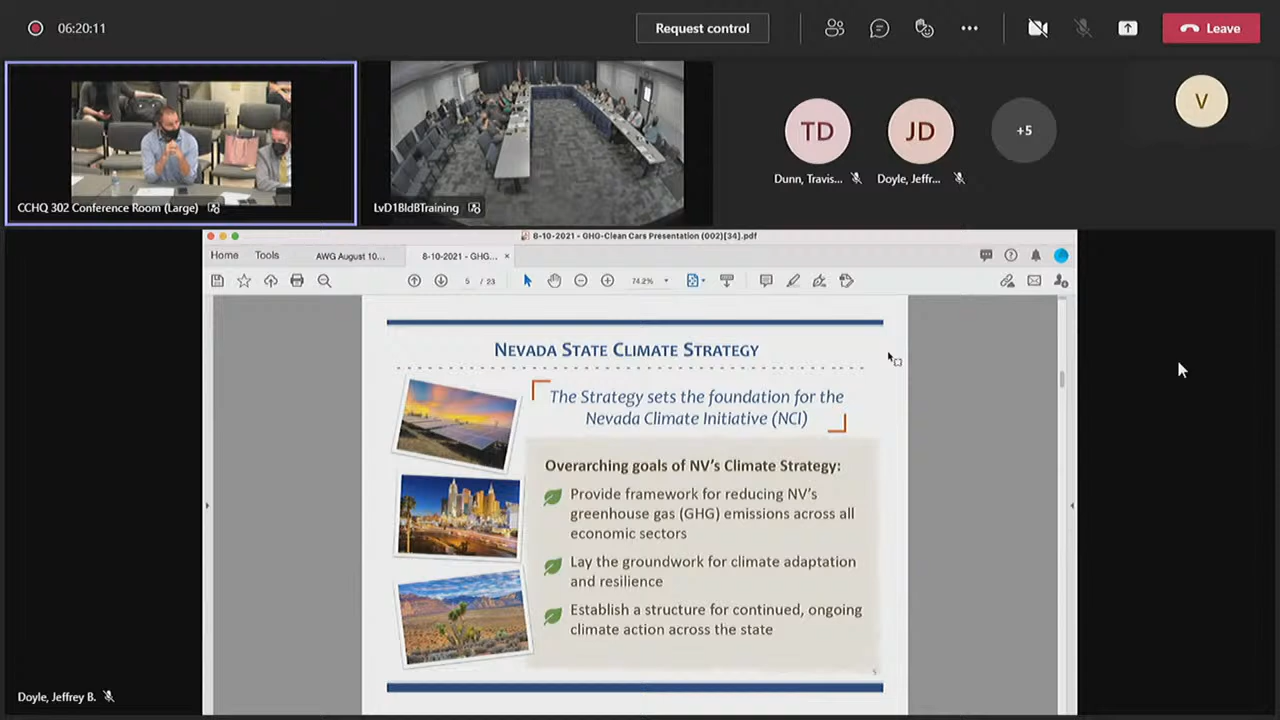 06:20:11
Request control
Leave
CCHQ 302 Conference Room (Large)
LvD1BldBTraining
TD
JD
+5
V
Dunn, Travis...
Doyle, Jeffr...
8-10-2021 - GHG-Clean Cars Presentation (002)[34].pdf
Home
Tools
AWG August 10...
8-10-2021 - GHG...
5 / 23
74.2%
NEVADA STATE CLIMATE STRATEGY
The Strategy sets the foundation for the
Nevada Climate Initiative (NCI)
Overarching goals of NV's Climate Strategy:
Provide framework for reducing NV's
greenhouse gas (GHG) emissions across all
economic sectors
Lay the groundwork for climate adaptation
and resilience
Establish a structure for continued, ongoing
climate action across the state
5
Doyle, Jeffrey B.